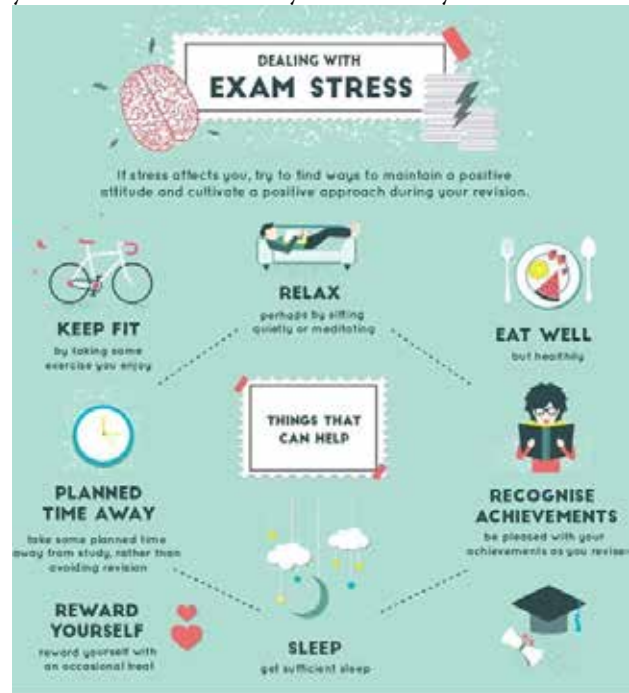 DEALING WITH
EXAM STRESS
If stress affects you, try to find ways to maintain a positive
attitude and cultivate a positive approach during your revision.
KEEP FIT
by taking some
exercise you enjoy
RELAX
perhaps by sitting
quietly or meditating
EAT WELL
but healthily
THINGS THAT
CAN HELP
PLANNED
TIME AWAY
take some planned time
away from study, rather than
avoiding revision
RECOGNISE
ACHIEVEMENTS
be pleased with your
achievements as you revise
REWARD
YOURSELF
reward yourself with
an occasional treat
SLEEP
get sufficient sleep